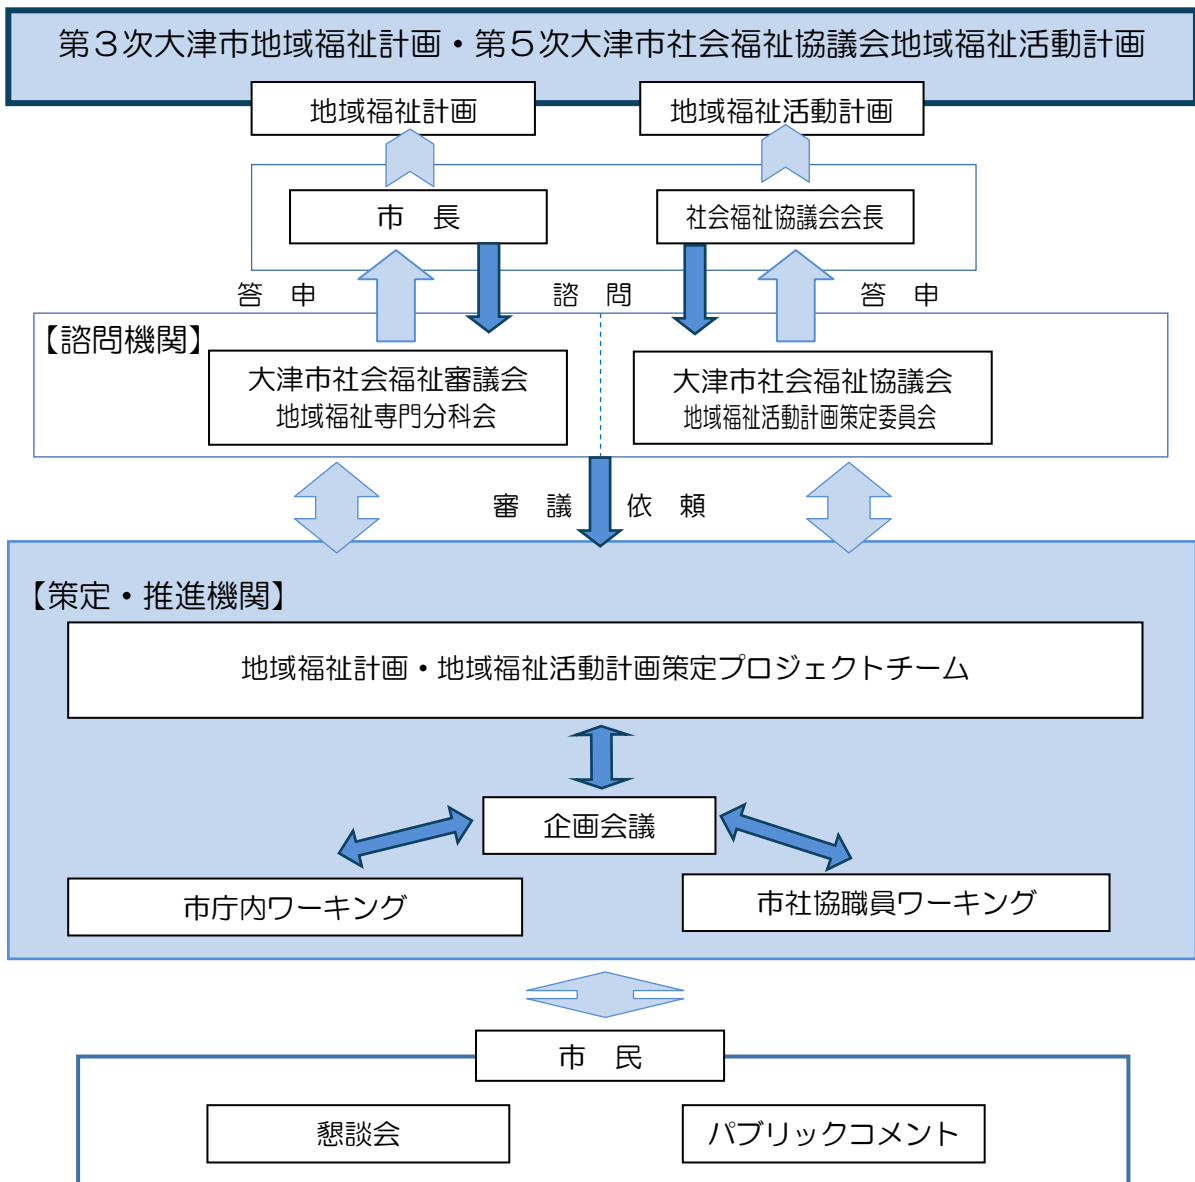 第３次大津市地域福祉計画・第５次大津市社会福祉協議会地域福祉活動計画
地域福祉計画
地域福祉活動計画
市　長
社会福祉協議会会長
答　申
諮　問
答　申
【諮問機関】
大津市社会福祉審議会
地域福祉専門分科会
大津市社会福祉協議会
地域福祉活動計画策定委員会
審　議　依　頼
【策定・推進機関】
地域福祉計画・地域福祉活動計画策定プロジェクトチーム
企画会議
市庁内ワーキング
市社協職員ワーキング
市　民
懇談会
パブリックコメント